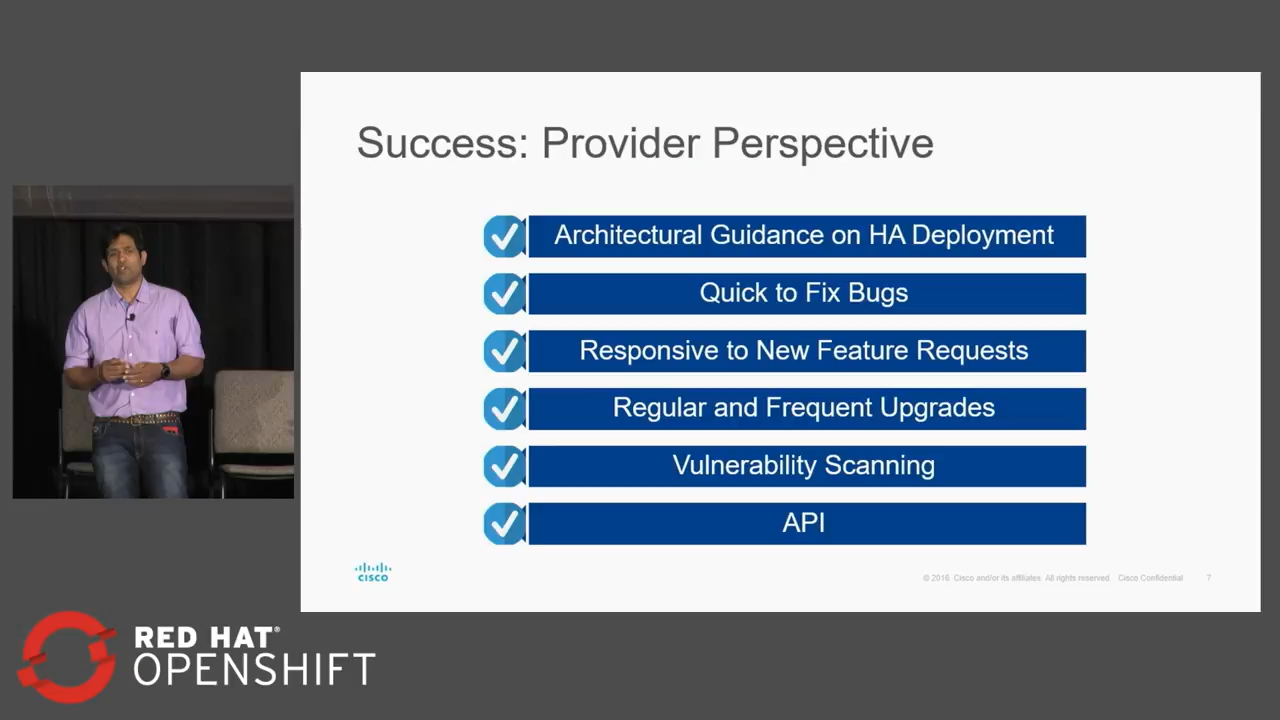 Success: Provider Perspective
Architectural Guidance on HA Deployment
Quick to Fix Bugs
Responsive to New Feature Requests
Regular and Frequent Upgrades
Vulnerability Scanning
API
CISCO
© 2016 Cisco and/or its affiliates. All rights reserved. Cisco Confidential 7
RED HAT®
OPENSHIFT